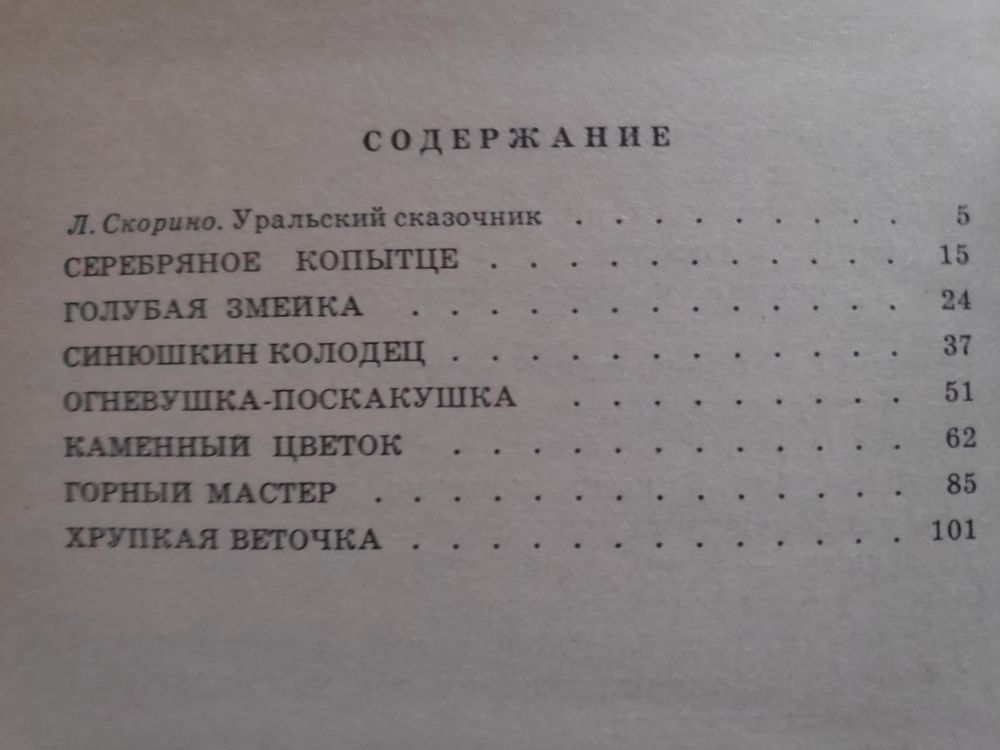 СОДЕРЖАНИЕ
Л. Скорино. Уральский сказочник . . . . . . . . . 5
СЕРЕБРЯНОЕ КОПЫТЦЕ . . . . . . . . . . . 15
ГОЛУБАЯ ЗМЕЙКА . . . . . . . . . . . . . 24
СИНЮШКИН КОЛОДЕЦ . . . . . . . . . . . . 37
ОГНЕВУШКА-ПОСКАКУШКА . . . . . . . . . 51
КАМЕННЫЙ ЦВЕТОК . . . . . . . . . . . . 62
ГОРНЫЙ МАСТЕР . . . . . . . . . . . . . . 85
ХРУПКАЯ ВЕТОЧКА . . . . . . . . . . . . . 101